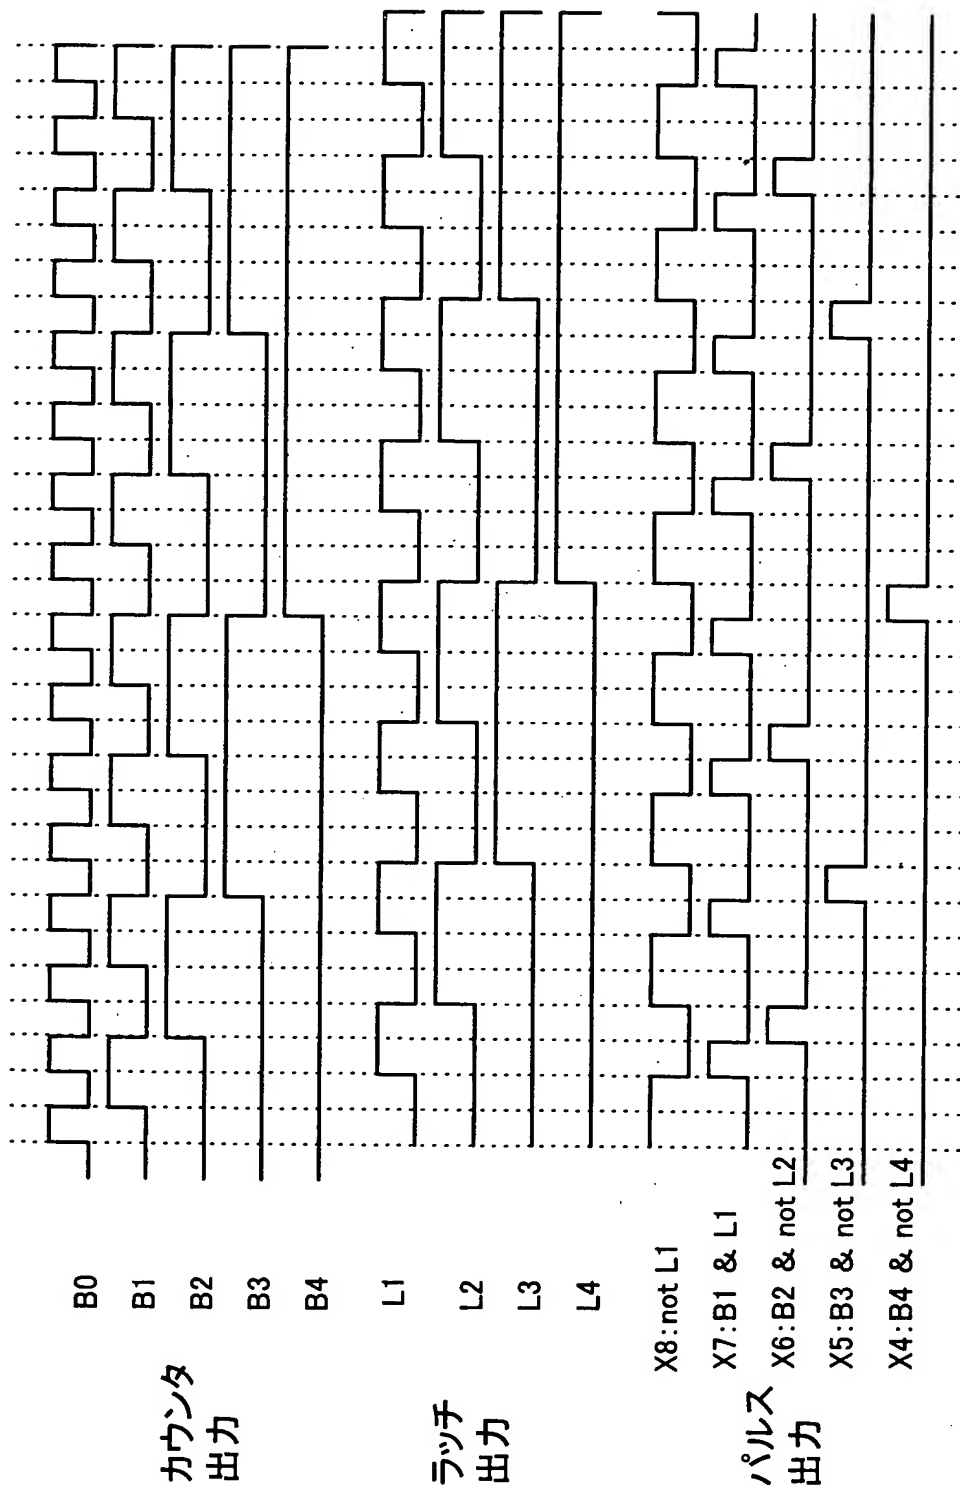 カウンタ
出力
B0
B1
B2
B3
B4
ラッチ
出力
L1
L2
L3
L4
パルス
出力
X8:not L1
X7:B1 & L1
X6:B2 & not L2
X5:B3 & not L3
X4:B4 & not L4